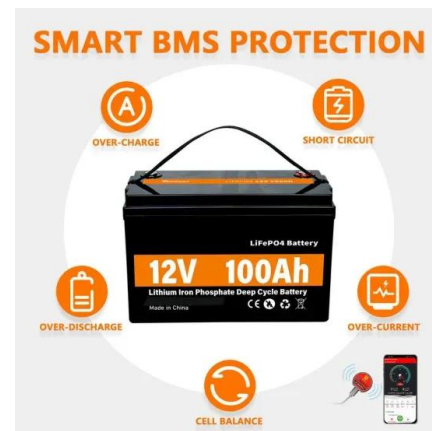 SMART BMS PROTECTION
OVER-CHARGE
SHORT CIRCUIT
LiFePO4 Battery
12V 100Ah
Lithium Iron Phosphate Deep Cycle Battery
Made in China
CE
OVER-DISCHARGE
OVER-CURRENT
CELL BALANCE